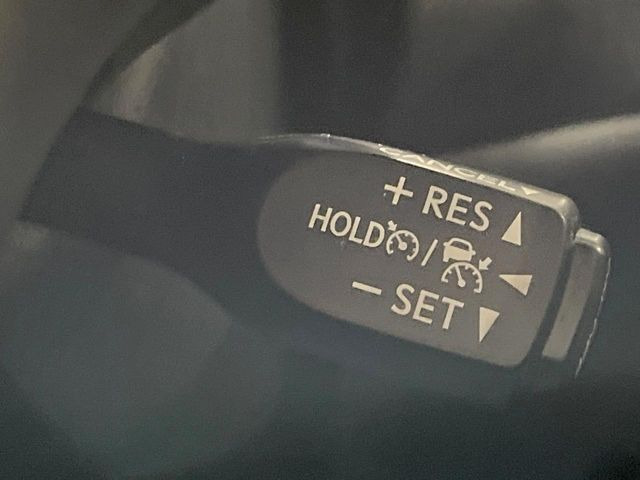 CANCEL
+ RES
HOLD /
− SET